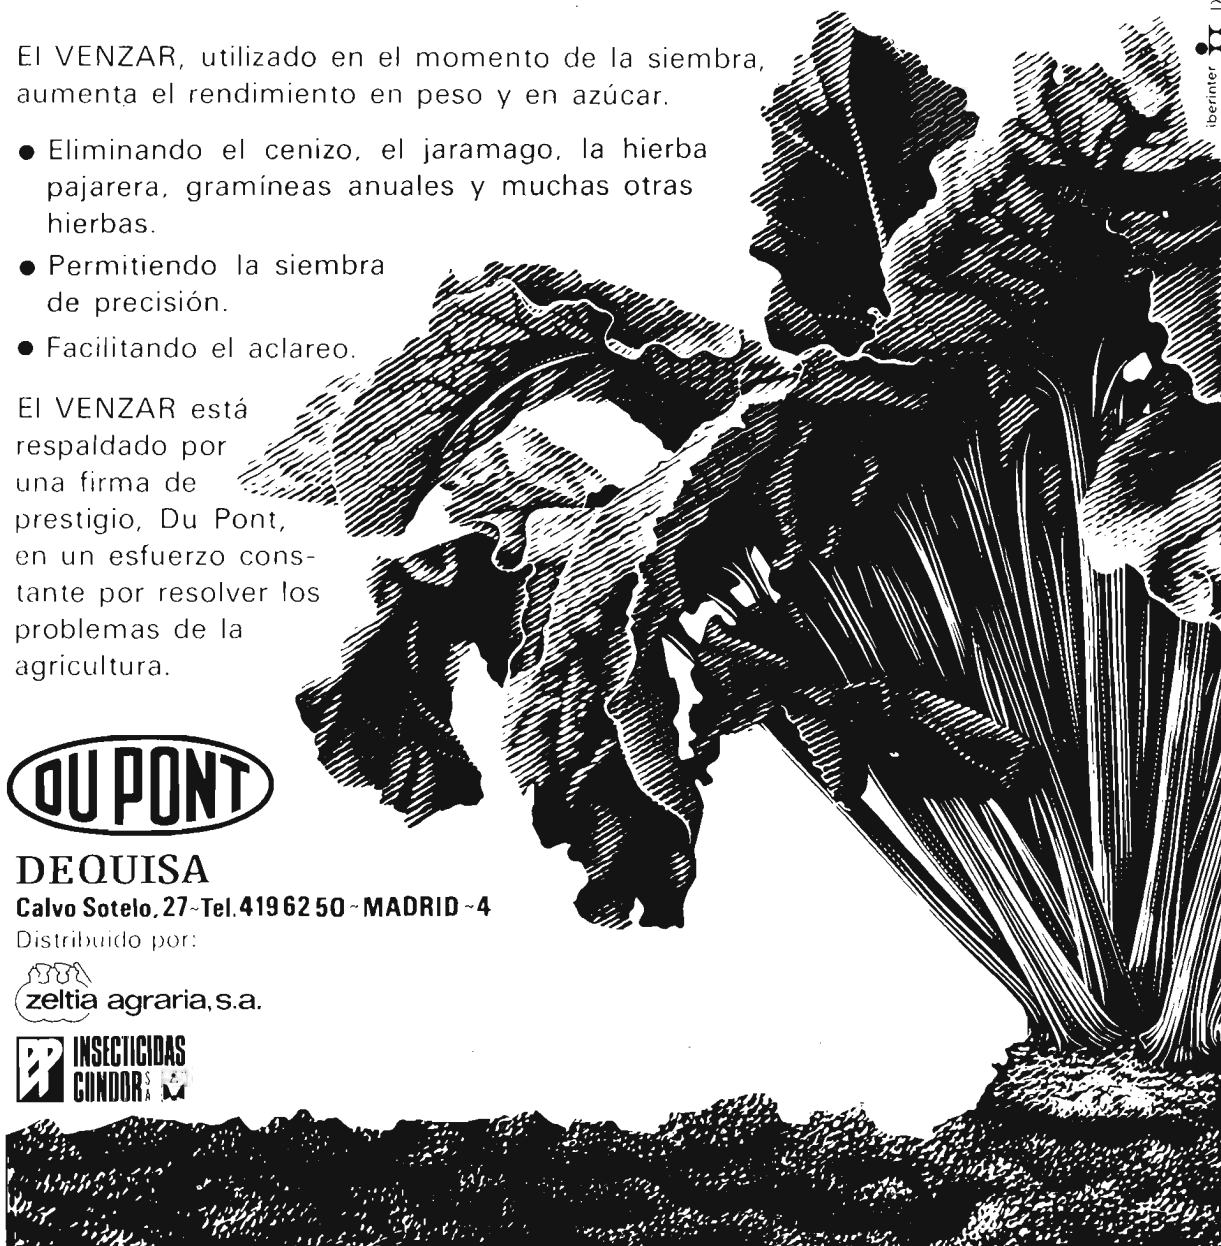 El VENZAR, utilizado en el momento de la siembra,
aumenta el rendimiento en peso y en azúcar.
● Eliminando el cenizo, el jaramago, la hierba
pajarera, gramíneas anuales y muchas otras
hierbas.
● Permitiendo la siembra
de precisión.
● Facilitando el aclareo.
El VENZAR está
respaldado por
una firma de
prestigio, Du Pont,
en un esfuerzo cons-
tante por resolver los
problemas de la
agricultura.
DU PONT
DEQUISA
Calvo Sotelo, 27~Tel. 419 62 50~MADRID~4
Distribuido por:
zeltia agraria, s.a.
INSECTICIDAS
CONDOR S A
iberinter